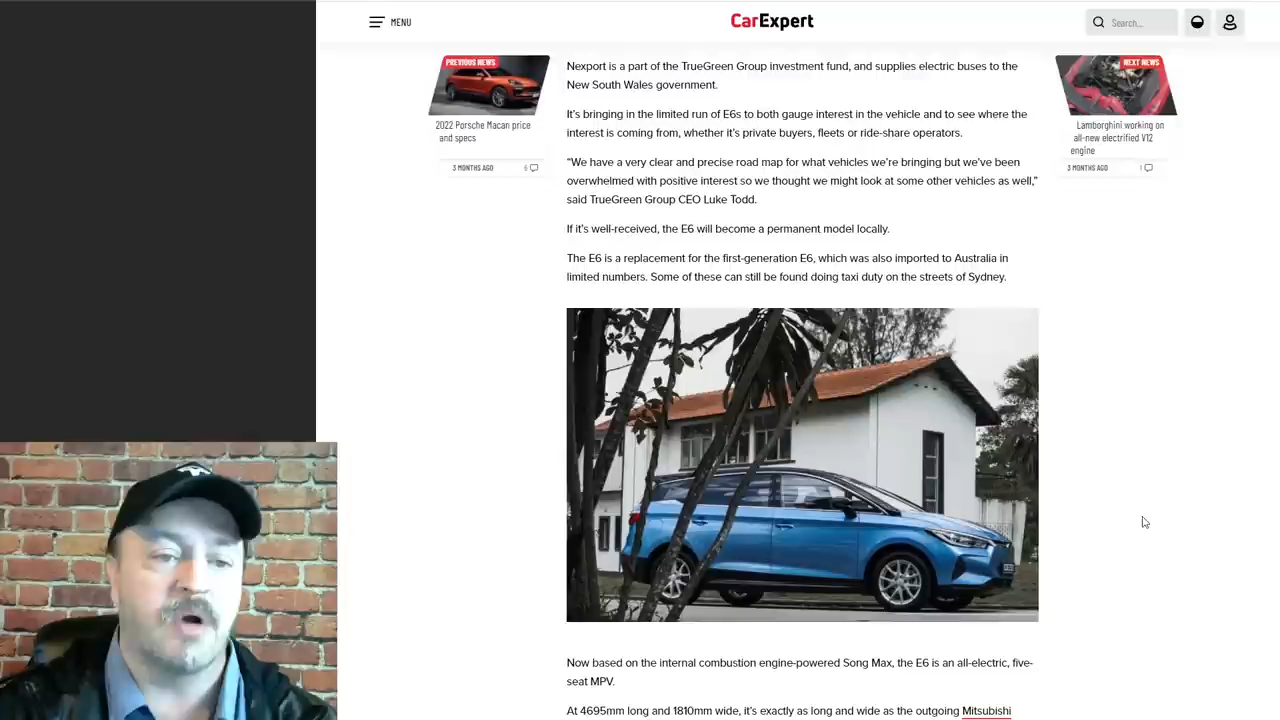 MENU
CarExpert
Search...
PREVIOUS NEWS
2022 Porsche Macan price
and specs
3 MONTHS AGO
6
NEXT NEWS
Lamborghini working on
all-new electrified V12
engine
3 MONTHS AGO
1
Nexport is a part of the TrueGreen Group investment fund, and supplies electric buses to the
New South Wales government.
It’s bringing in the limited run of E6s to both gauge interest in the vehicle and to see where the
interest is coming from, whether it’s private buyers, fleets or ride-share operators.
“We have a very clear and precise road map for what vehicles we’re bringing but we’ve been
overwhelmed with positive interest so we thought we might look at some other vehicles as well,”
said TrueGreen Group CEO Luke Todd.
If it’s well-received, the E6 will become a permanent model locally.
The E6 is a replacement for the first-generation E6, which was also imported to Australia in
limited numbers. Some of these can still be found doing taxi duty on the streets of Sydney.
Now based on the internal combustion engine-powered Song Max, the E6 is an all-electric, five-
seat MPV.
At 4695mm long and 1810mm wide, it’s exactly as long and wide as the outgoing Mitsubishi